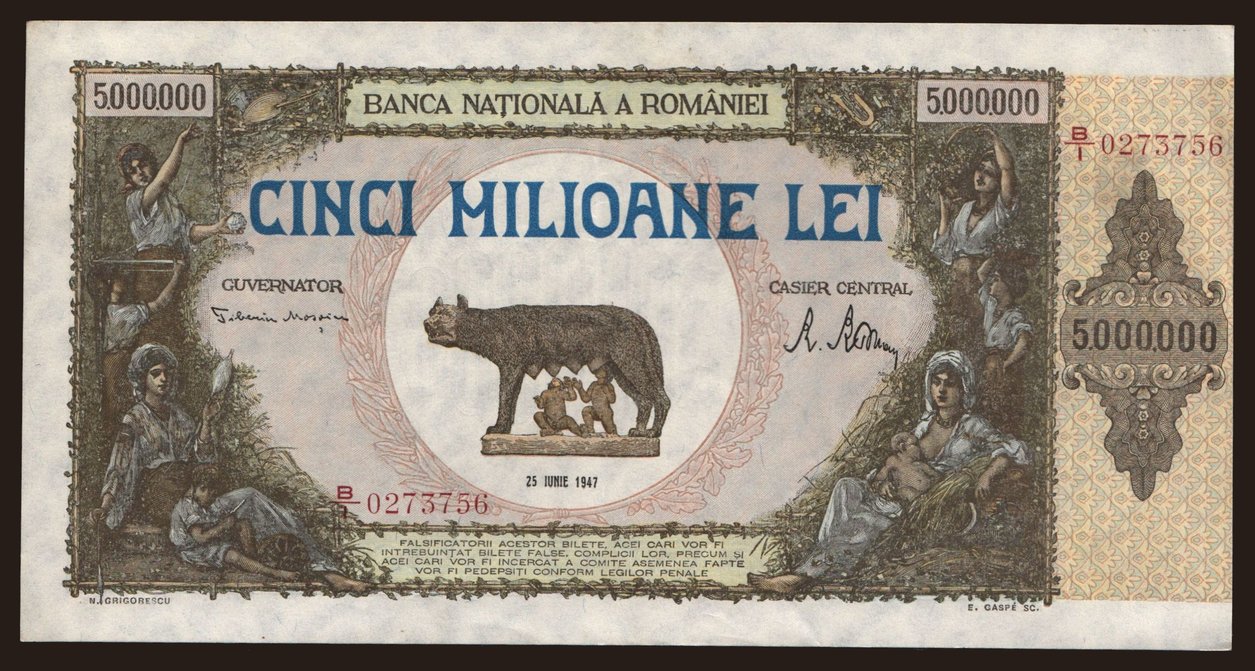 5.000.000
BANCA NAȚIONALĂ A ROMÂNIEI
5.000.000
B/1 0273756
CINCI MILIOANE LEI
GUVERNATOR
CASIER CENTRAL
5.000.000
25 IUNIE 1947
B/1 0273756
FALSIFICATORII ACESTOR BILETE, ACEI CARI VOR FI
INTREBUINȚAT BILETE FALSE, COMPLICII LOR, PRECUM ȘI
ACEI CARI VOR FI INCERCAT A COMITE ASEMENEA FAPTE
VOR FI PEDEPSIȚI CONFORM LEGILOR PENALE
N. GRIGORESCU
E. GASPÉ SC.